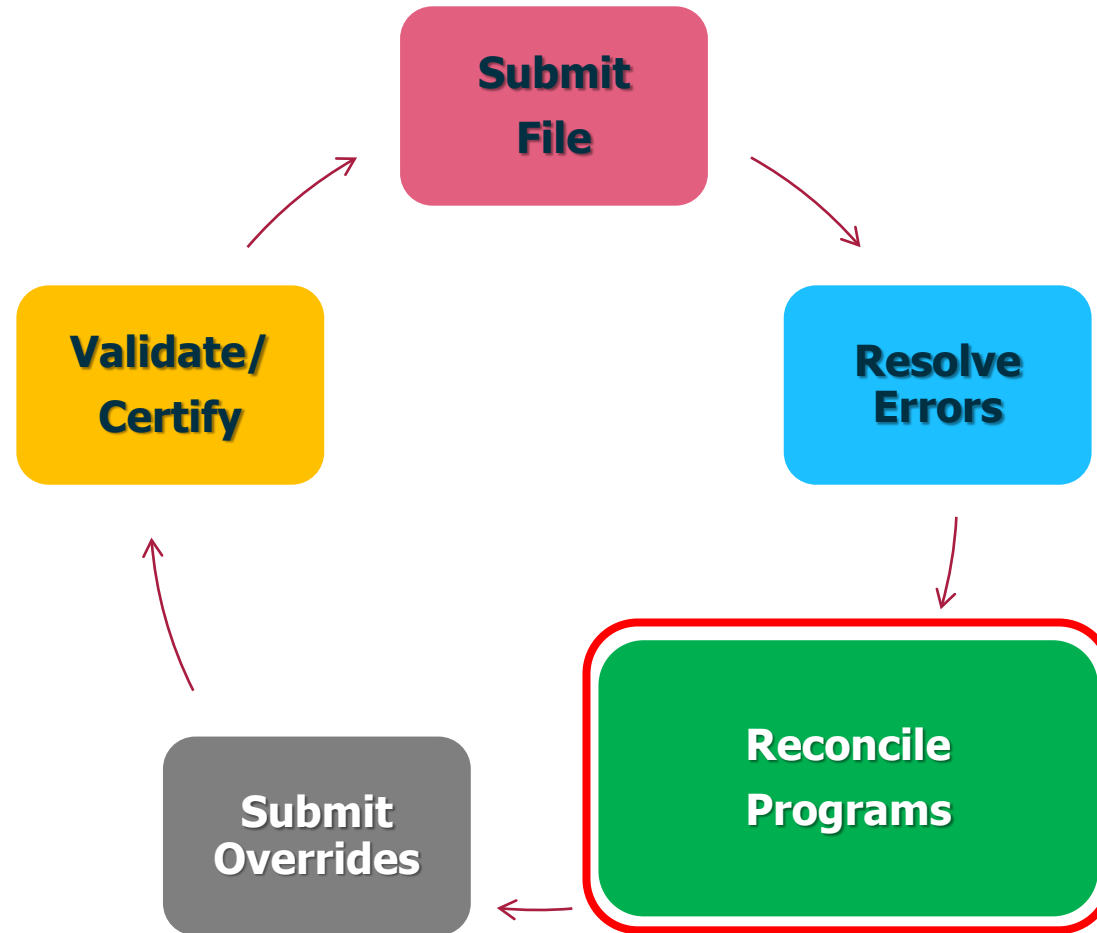 Submit
File
Resolve
Errors
Reconcile
Programs
Submit
Overrides
Validate/
Certify